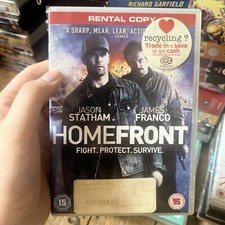 RICHARD GARFIELD
RENTAL COPY
"A SHARP, MEAN, LEAN, ACTION
recycling?
Trade in & save
or get cash
JASON
STATHAM
JAMES
FRANCO
HOMEFRONT
FIGHT. PROTECT. SURVIVE.
15
15